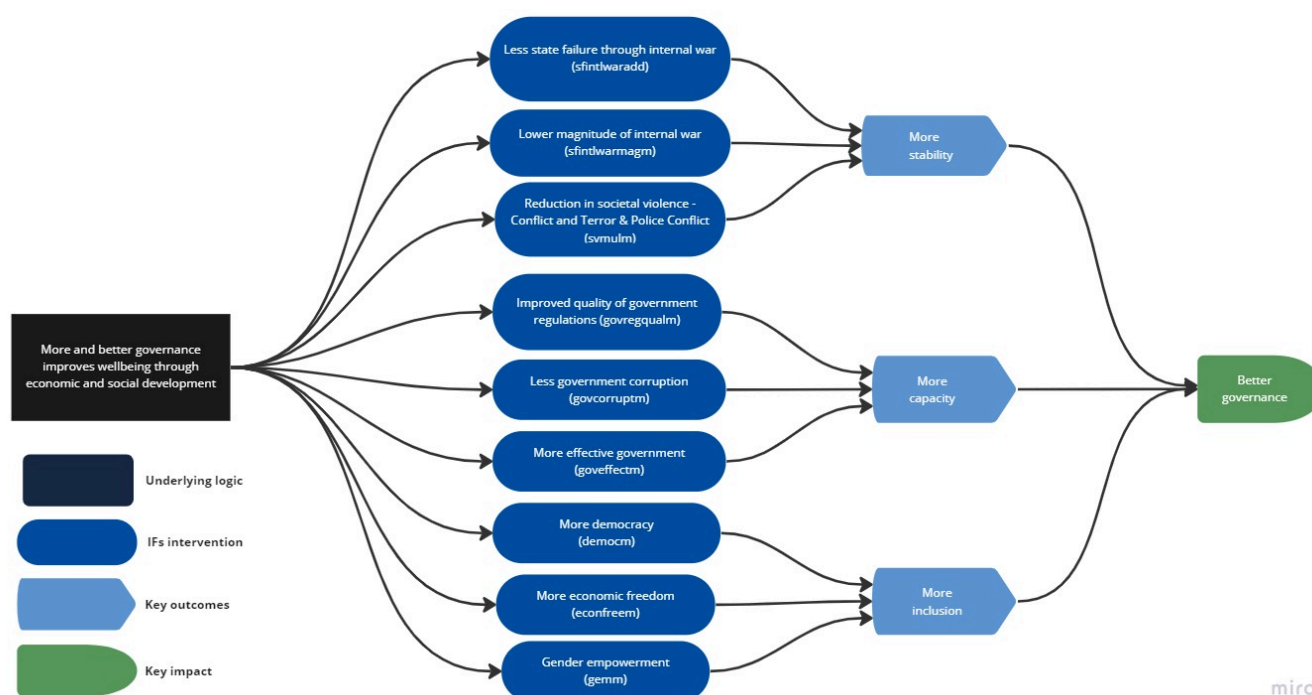 Less state failure through internal war
(sfintlwaradd)
Lower magnitude of internal war
(sfintlwarmagm)
Reduction in societal violence -
Conflict and Terror & Police Conflict
(svmulm)
Improved quality of government
regulations (govregqualm)
Less government corruption
(govcorruptm)
More effective government
(goveffectm)
More democracy
(democm)
More economic freedom
(econfreem)
Gender empowerment
(gemm)
More
stability
More
capacity
More
inclusion
Better
governance
More and better governance
improves wellbeing through
economic and social development
Underlying logic
IFs intervention
Key outcomes
Key impact